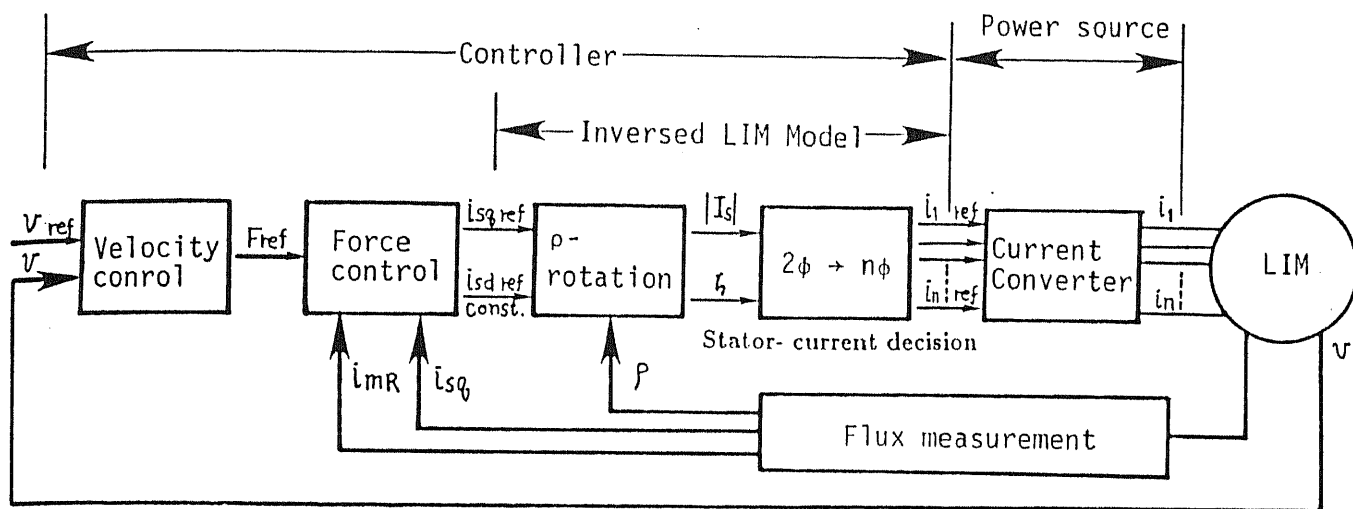 Power source
Controller
Inversed LIM Model
v ref
v
Velocity
conrol
Fref
Force
control
isq ref
isd ref
const.
ρ-
rotation
|Is|
ζ
2φ → nφ
Stator- current decision
i1 ref
in ref
Current
Converter
i1
in
LIM
v
imR
isq
ρ
Flux measurement